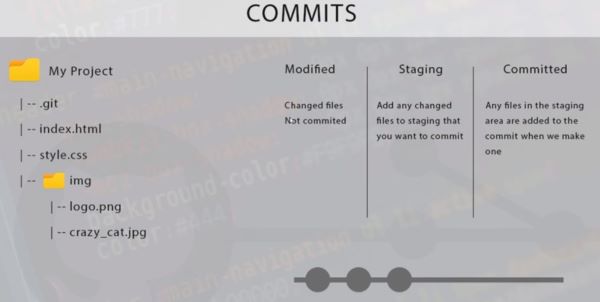 COMMITS
My Project
|-- .git
|-- index.html
|-- style.css
|-- img
|-- logo.png
|-- crazy_cat.jpg
Modified
Changed files
Not commited
Staging
Add any changed
files to staging that
you want to commit
Committed
Any files in the staging
area are added to the
commit when we make
one